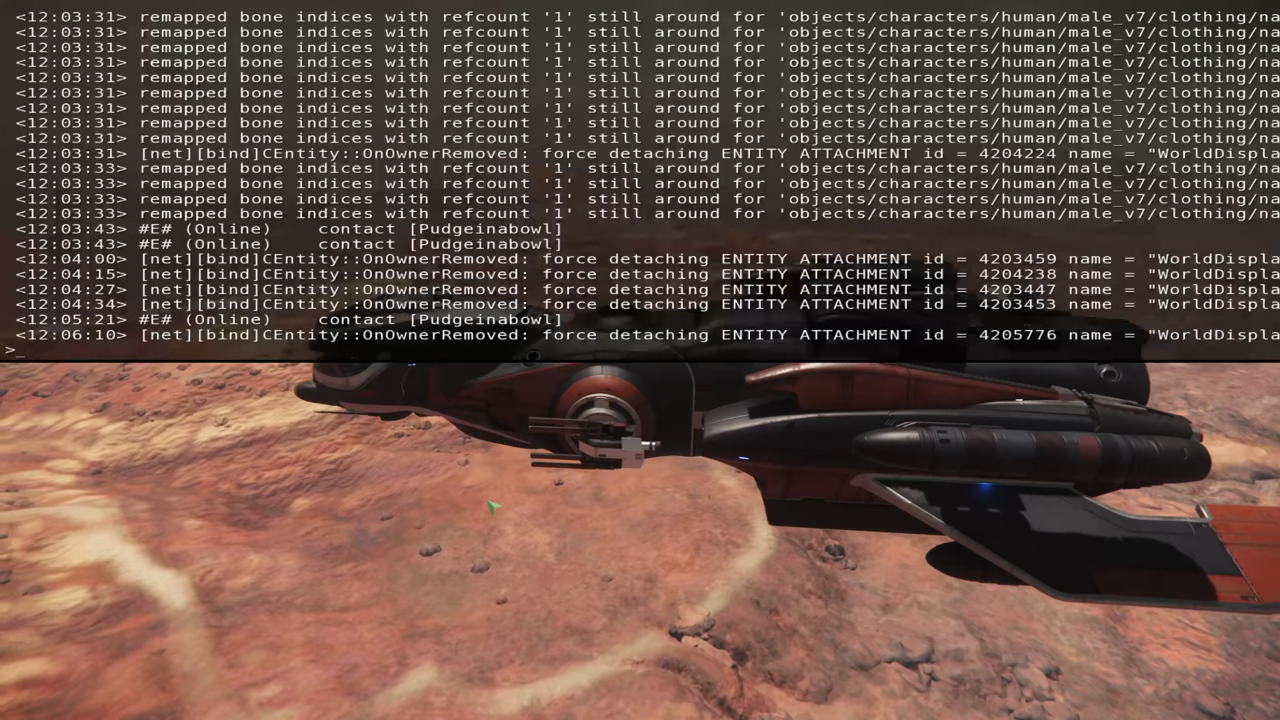 <12:03:31> remapped bone indices with refcount '1' still around for 'objects/characters/human/male_v7/clothing/na
<12:03:31> remapped bone indices with refcount '1' still around for 'objects/characters/human/male_v7/clothing/na
<12:03:31> remapped bone indices with refcount '1' still around for 'objects/characters/human/male_v7/clothing/na
<12:03:31> remapped bone indices with refcount '1' still around for 'objects/characters/human/male_v7/clothing/na
<12:03:31> remapped bone indices with refcount '1' still around for 'objects/characters/human/male_v7/clothing/na
<12:03:31> remapped bone indices with refcount '1' still around for 'objects/characters/human/male_v7/clothing/na
<12:03:31> remapped bone indices with refcount '1' still around for 'objects/characters/human/male_v7/clothing/na
<12:03:31> remapped bone indices with refcount '1' still around for 'objects/characters/human/male_v7/clothing/na
<12:03:31> remapped bone indices with refcount '1' still around for 'objects/characters/human/male_v7/clothing/na
<12:03:31> [net][bind]CEntity::OnOwnerRemoved: force detaching ENTITY ATTACHMENT id = 4204224 name = "WorldDispla
<12:03:33> remapped bone indices with refcount '1' still around for 'objects/characters/human/male_v7/clothing/na
<12:03:33> remapped bone indices with refcount '1' still around for 'objects/characters/human/male_v7/clothing/na
<12:03:33> remapped bone indices with refcount '1' still around for 'objects/characters/human/male_v7/clothing/na
<12:03:33> remapped bone indices with refcount '1' still around for 'objects/characters/human/male_v7/clothing/na
<12:03:43> #E# (Online)    contact [Pudgeinabowl]
<12:03:43> #E# (Online)    contact [Pudgeinabowl]
<12:04:00> [net][bind]CEntity::OnOwnerRemoved: force detaching ENTITY ATTACHMENT id = 4203459 name = "WorldDispla
<12:04:15> [net][bind]CEntity::OnOwnerRemoved: force detaching ENTITY ATTACHMENT id = 4204238 name = "WorldDispla
<12:04:27> [net][bind]CEntity::OnOwnerRemoved: force detaching ENTITY ATTACHMENT id = 4203447 name = "WorldDispla
<12:04:34> [net][bind]CEntity::OnOwnerRemoved: force detaching ENTITY ATTACHMENT id = 4203453 name = "WorldDispla
<12:05:21> #E# (Online)    contact [Pudgeinabowl]
<12:06:10> [net][bind]CEntity::OnOwnerRemoved: force detaching ENTITY ATTACHMENT id = 4205776 name = "WorldDispla
>_